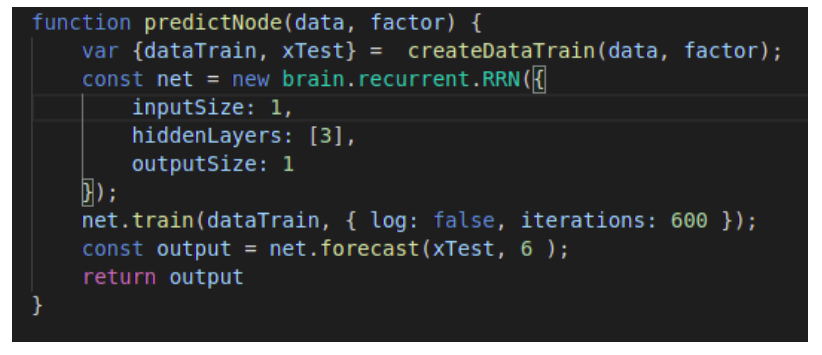 function predictNode(data, factor) {
    var {dataTrain, xTest} =  createDataTrain(data, factor);
    const net = new brain.recurrent.RRN({
        inputSize: 1,
        hiddenLayers: [3],
        outputSize: 1
    });
    net.train(dataTrain, { log: false, iterations: 600 });
    const output = net.forecast(xTest, 6 );
    return output
}